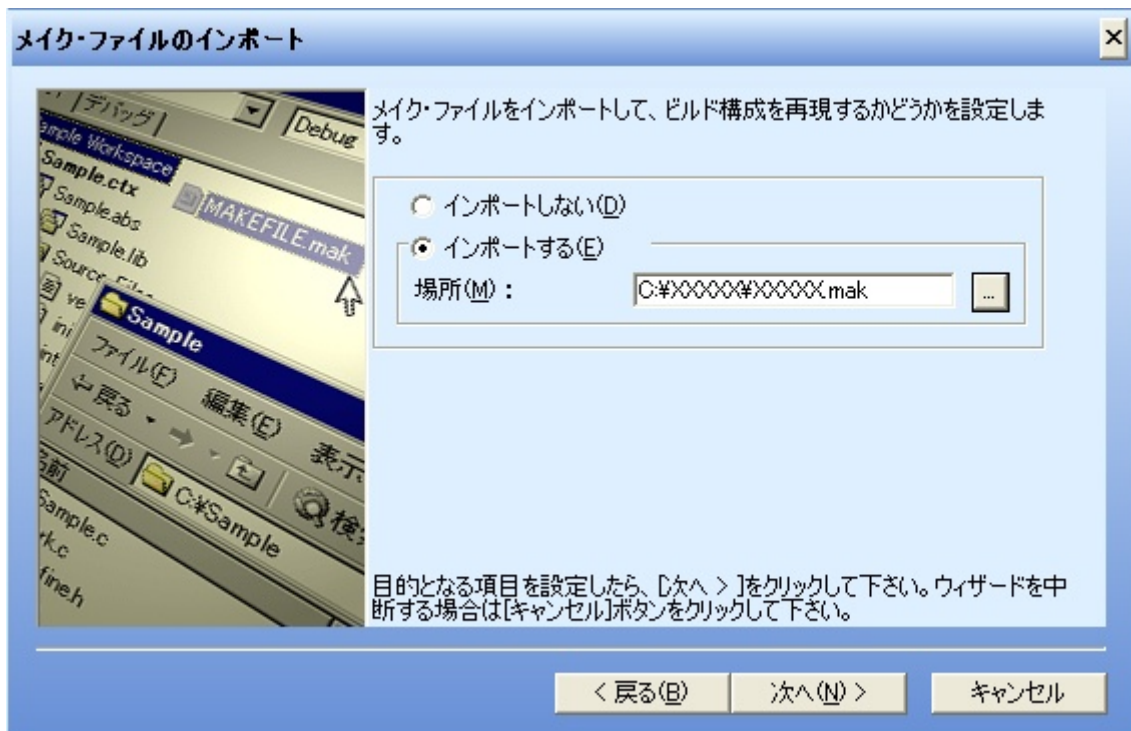 メイク・ファイルのインポート
デバッグ
Debug
Sample Workspace
Sample.ctx
MAKEFILE.mak
Sample.abs
Sample.lib
Source Files
Sample
ファイル(F) 編集(E) 表示
戻る
アドレス(D) C:¥Sample
名前
Sample.c
fine.h
メイク・ファイルをインポートして、ビルド構成を再現するかどうかを設定しま
す。
インポートしない(D)
インポートする(E)
場所(M)： C:¥XXXXX¥XXXXX.mak ...
目的となる項目を設定したら、[次へ > ]をクリックして下さい。ウィザードを中
断する場合は[キャンセル]ボタンをクリックして下さい。
< 戻る(B) 次へ(N) > キャンセル